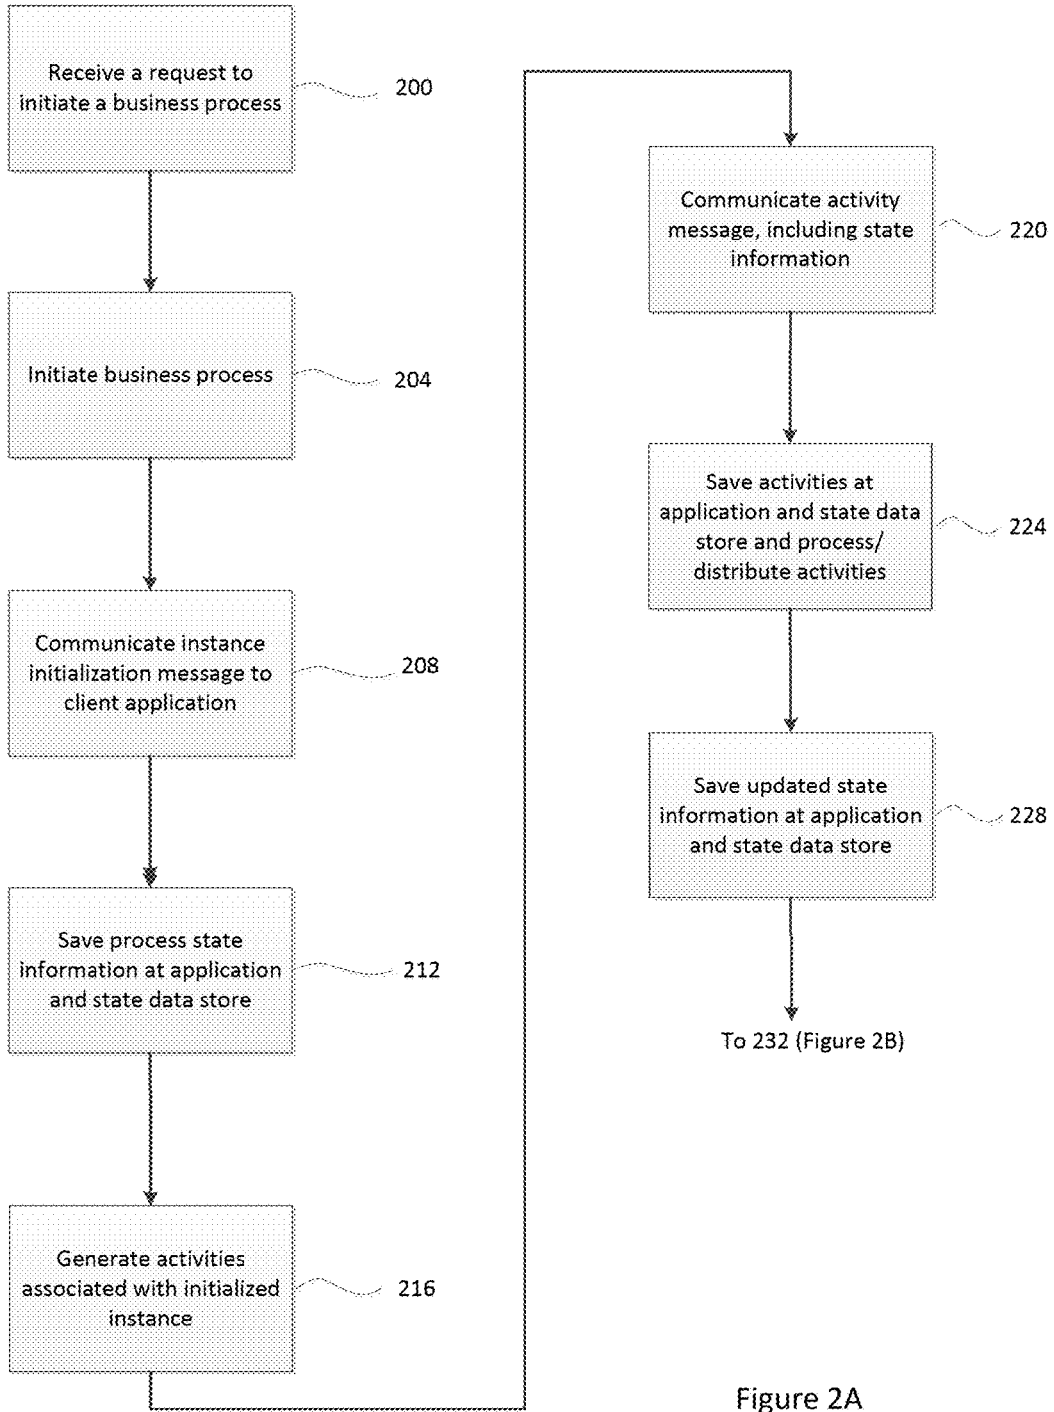 Receive a request to
initiate a business process
200
Initiate business process
204
Communicate instance
initialization message to
client application
208
Save process state
information at application
and state data store
212
Generate activities
associated with initialized
instance
216
Communicate activity
message, including state
information
220
Save activities at
application and state data
store and process/
distribute activities
224
Save updated state
information at application
and state data store
228
To 232 (Figure 2B)
Figure 2A